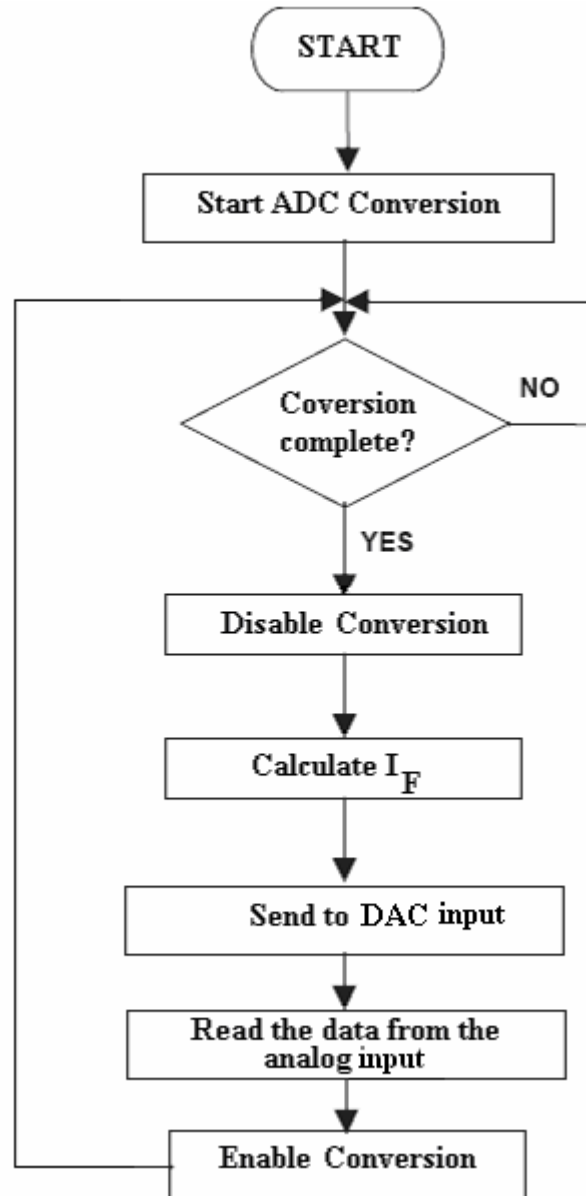 START
Start ADC Conversion
Coversion
complete?
NO
YES
Disable Conversion
Calculate I_F
Send to DAC input
Read the data from the
analog input
Enable Conversion